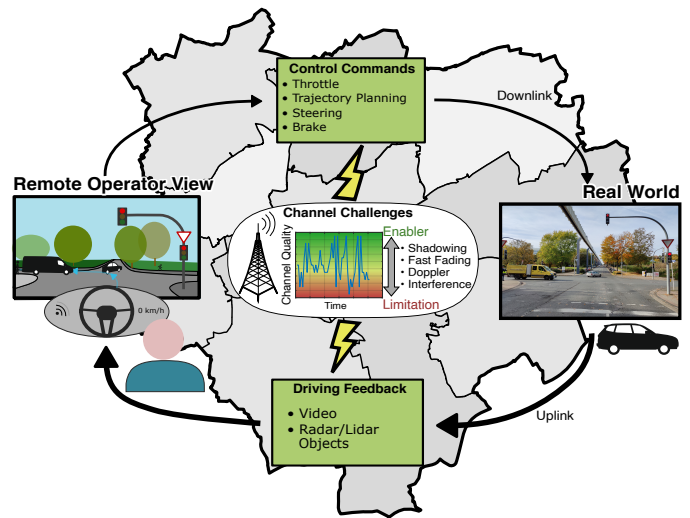 Control Commands
• Throttle
• Trajectory Planning
• Steering
• Brake
Downlink
Remote Operator View
Real World
Channel Challenges
Channel Quality
Time
Enabler
• Shadowing
• Fast Fading
• Doppler
• Interference
Limitation
0 km/h
Driving Feedback
• Video
• Radar/Lidar
Objects
Uplink